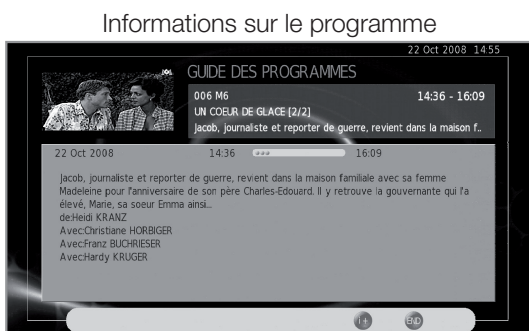 Informations sur le programme
22 Oct 2008 14:55
GUIDE DES PROGRAMMES
006 M6 14:36 - 16:09
UN COEUR DE GLACE [2/2]
Jacob, journaliste et reporter de guerre, revient dans la maison f..
22 Oct 2008 14:36 16:09
Jacob, journaliste et reporter de guerre, revient dans la maison familiale avec sa femme
Madeleine pour l'anniversaire de son père Charles-Edouard. Il y retrouve la gouvernante qui l'a
élevé, Marie, sa soeur Emma ainsi...
de:Heidi KRANZ
Avec:Christiane HORBIGER
Avec:Franz BUCHRIESER
Avec:Hardy KRUGER
i+ END